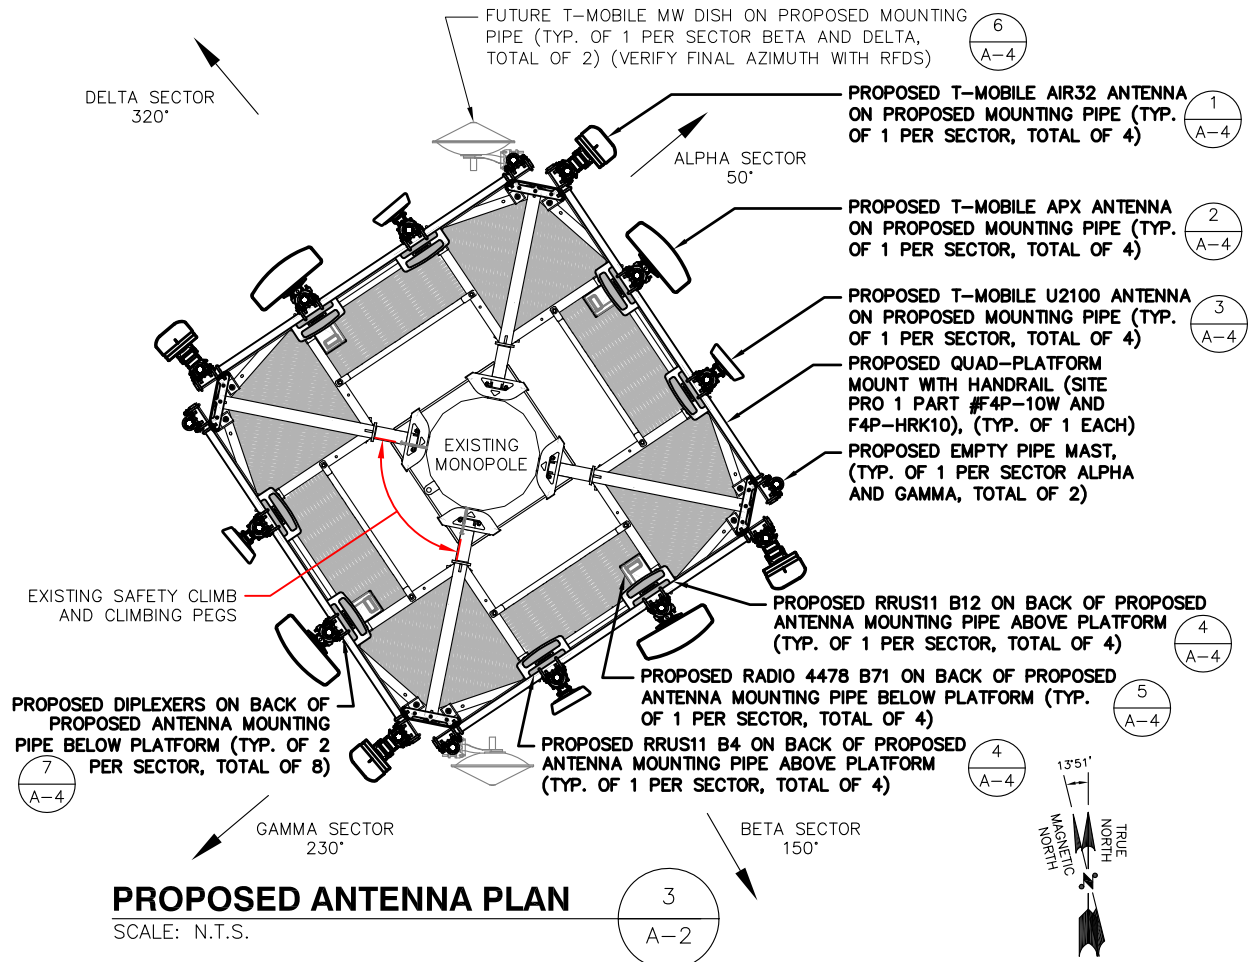 FUTURE T-MOBILE MW DISH ON PROPOSED MOUNTING
PIPE (TYP. OF 1 PER SECTOR BETA AND DELTA,
TOTAL OF 2) (VERIFY FINAL AZIMUTH WITH RFDS)
6
A-4
DELTA SECTOR
320°
ALPHA SECTOR
50°
PROPOSED T-MOBILE AIR32 ANTENNA
ON PROPOSED MOUNTING PIPE (TYP.
OF 1 PER SECTOR, TOTAL OF 4)
1
A-4
PROPOSED T-MOBILE APX ANTENNA
ON PROPOSED MOUNTING PIPE (TYP.
OF 1 PER SECTOR, TOTAL OF 4)
2
A-4
PROPOSED T-MOBILE U2100 ANTENNA
ON PROPOSED MOUNTING PIPE (TYP.
OF 1 PER SECTOR, TOTAL OF 4)
3
A-4
PROPOSED QUAD-PLATFORM
MOUNT WITH HANDRAIL (SITE
PRO 1 PART #F4P-10W AND
F4P-HRK10), (TYP. OF 1 EACH)
PROPOSED EMPTY PIPE MAST,
(TYP. OF 1 PER SECTOR ALPHA
AND GAMMA, TOTAL OF 2)
EXISTING
MONOPOLE
EXISTING SAFETY CLIMB
AND CLIMBING PEGS
PROPOSED RRUS11 B12 ON BACK OF PROPOSED
ANTENNA MOUNTING PIPE ABOVE PLATFORM
(TYP. OF 1 PER SECTOR, TOTAL OF 4)
4
A-4
PROPOSED RADIO 4478 B71 ON BACK OF PROPOSED
ANTENNA MOUNTING PIPE BELOW PLATFORM (TYP.
OF 1 PER SECTOR, TOTAL OF 4)
5
A-4
PROPOSED DIPLEXERS ON BACK OF
PROPOSED ANTENNA MOUNTING
PIPE BELOW PLATFORM (TYP. OF 2
PER SECTOR, TOTAL OF 8)
7
A-4
PROPOSED RRUS11 B4 ON BACK OF PROPOSED
ANTENNA MOUNTING PIPE ABOVE PLATFORM
(TYP. OF 1 PER SECTOR, TOTAL OF 4)
4
A-4
GAMMA SECTOR
230°
BETA SECTOR
150°
13°51'
TRUE
NORTH
MAGNETIC
NORTH
N
PROPOSED ANTENNA PLAN
SCALE: N.T.S.
3
A-2